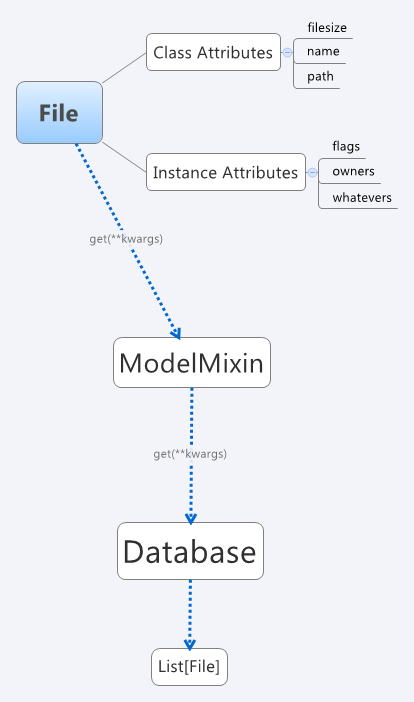 filesize
Class Attributes
name
path
File
flags
Instance Attributes
owners
whatevers
get(**kwargs)
ModelMixin
get(**kwargs)
Database
List[File]